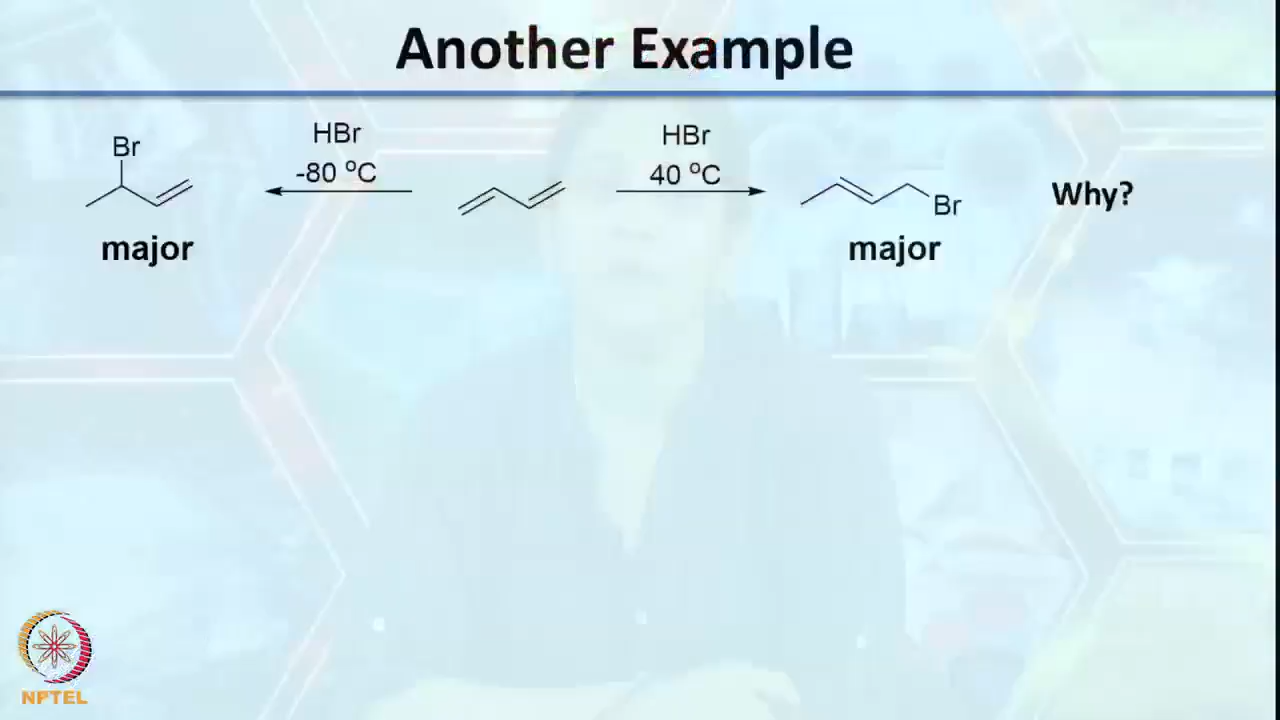 Another Example
Br
HBr
-80 °C
major
HBr
40 °C
Br
major
Why?
NPTEL